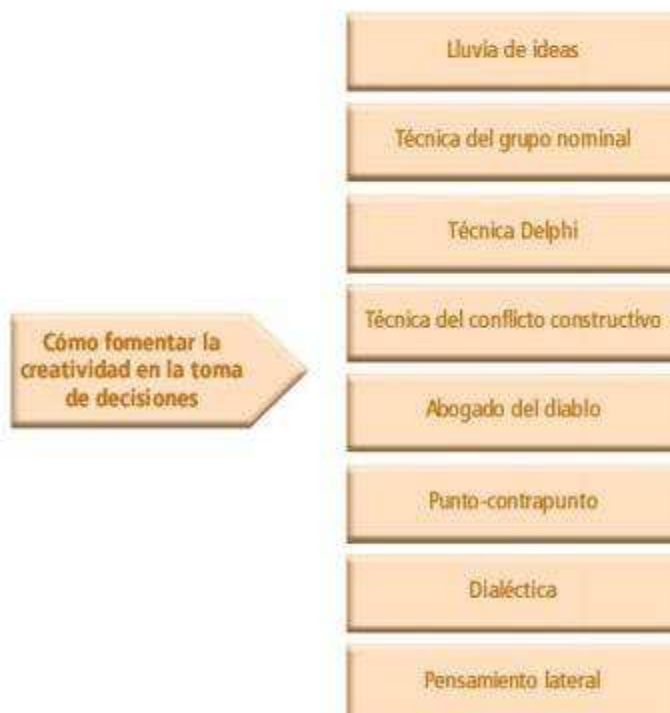 Cómo fomentar la
creatividad en la toma
de decisiones
Lluvia de ideas
Técnica del grupo nominal
Técnica Delphi
Técnica del conflicto constructivo
Abogado del diablo
Punto-contrapunto
Dialéctica
Pensamiento lateral